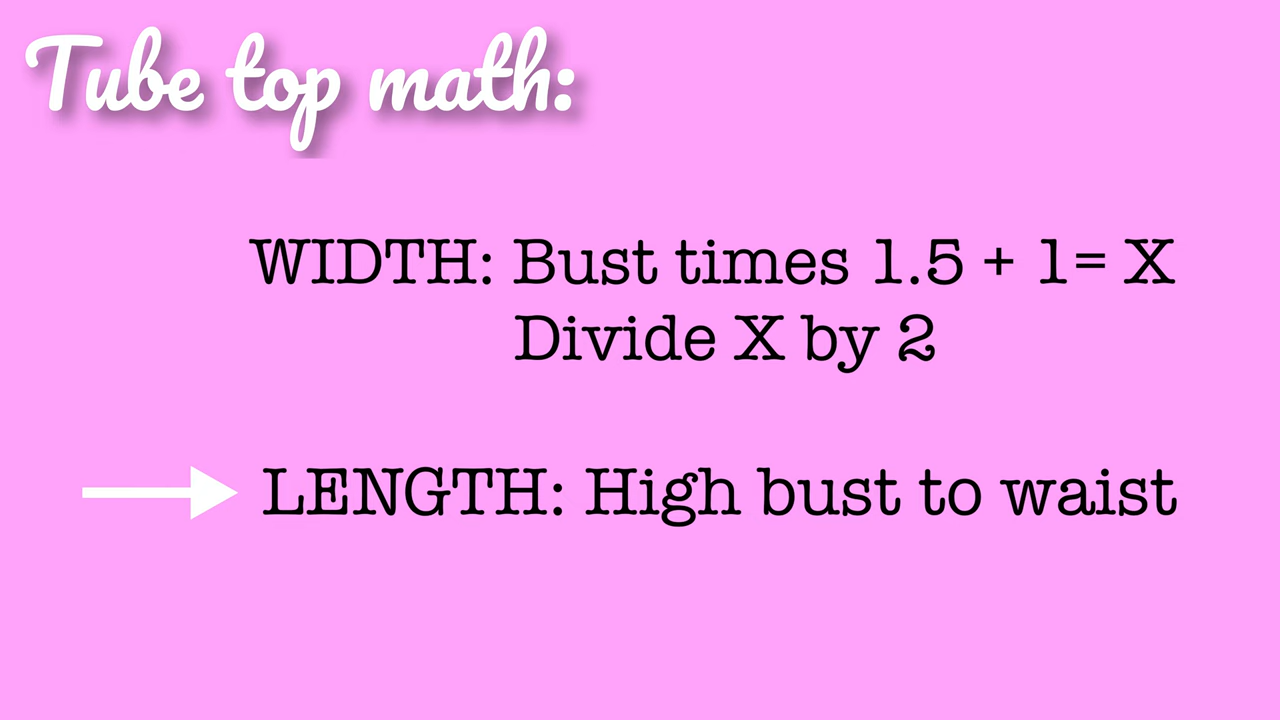 Tube top math:
WIDTH: Bust times 1.5 + 1= X
Divide X by 2
LENGTH: High bust to waist